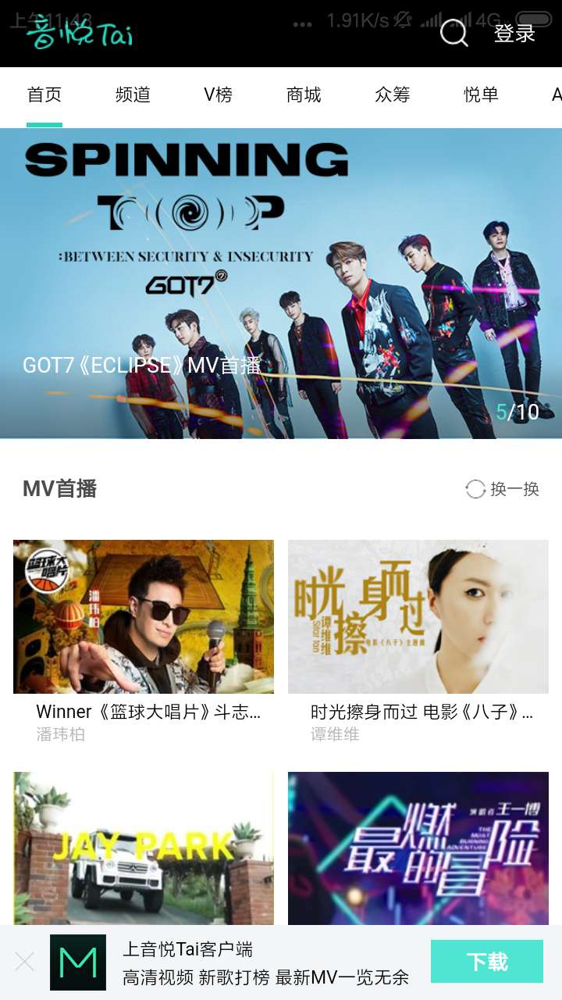 上午11:43
1.91K/s
4G
音悦Tai
登录
首页 频道 V榜 商城 众筹 悦单 A
SPINNING
TOP
:BETWEEN SECURITY & INSECURITY
GOT7
GOT7《ECLIPSE》MV首播
5/10
MV首播
换一换
篮球大唱片
潘玮柏
时光擦身而过
谭维维
电影《八子》主题曲
Winner《篮球大唱片》斗志...
潘玮柏
时光擦身而过 电影《八子》...
谭维维
JAY PARK
演唱者 王一博
最燃的冒险
THE MOST BURNING ADVENTURE
上音悦Tai客户端
高清视频 新歌打榜 最新MV一览无余
下载